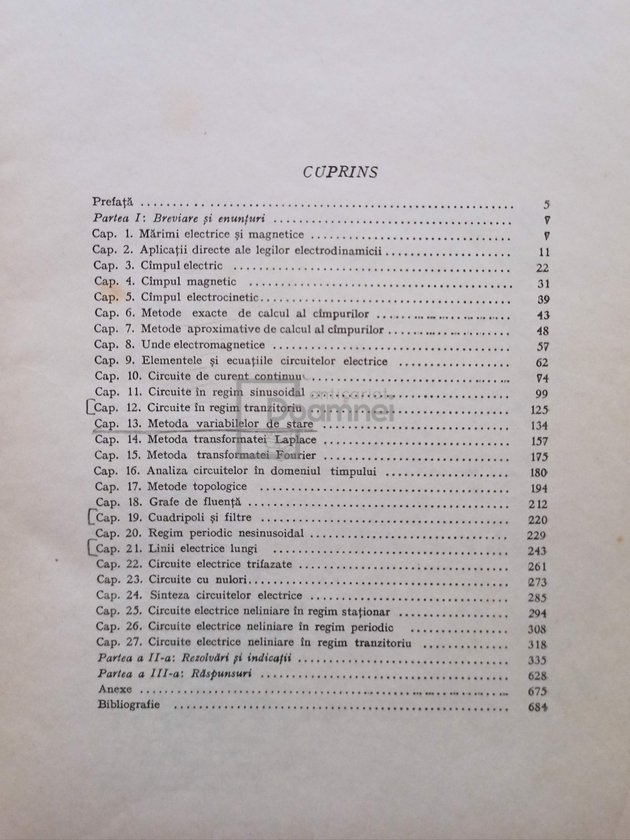 CUPRINS
Prefață 5
Partea I: Breviare și enunțuri 7
Cap. 1. Mărimi electrice și magnetice 7
Cap. 2. Aplicații directe ale legilor electrodinamicii 11
Cap. 3. Cîmpul electric 22
Cap. 4. Cîmpul magnetic 31
Cap. 5. Cîmpul electrocinetic 39
Cap. 6. Metode exacte de calcul al cîmpurilor 43
Cap. 7. Metode aproximative de calcul al cîmpurilor 48
Cap. 8. Unde electromagnetice 57
Cap. 9. Elementele și ecuațiile circuitelor electrice 62
Cap. 10. Circuite de curent continuu 74
Cap. 11. Circuite în regim sinusoidal 99
Cap. 12. Circuite în regim tranzitoriu 125
Cap. 13. Metoda variabilelor de stare 134
Cap. 14. Metoda transformatei Laplace 157
Cap. 15. Metoda transformatei Fourier 175
Cap. 16. Analiza circuitelor în domeniul timpului 180
Cap. 17. Metode topologice 194
Cap. 18. Grafe de fluență 212
Cap. 19. Cuadripoli și filtre 220
Cap. 20. Regim periodic nesinusoidal 229
Cap. 21. Linii electrice lungi 243
Cap. 22. Circuite electrice trifazate 261
Cap. 23. Circuite cu nulori 273
Cap. 24. Sinteza circuitelor electrice 285
Cap. 25. Circuite electrice neliniare în regim staționar 294
Cap. 26. Circuite electrice neliniare în regim periodic 308
Cap. 27. Circuite electrice neliniare în regim tranzitoriu 318
Partea a II-a: Rezolvări și indicații 335
Partea a III-a: Răspunsuri 628
Anexe 675
Bibliografie 684
anticariat
Doamnei